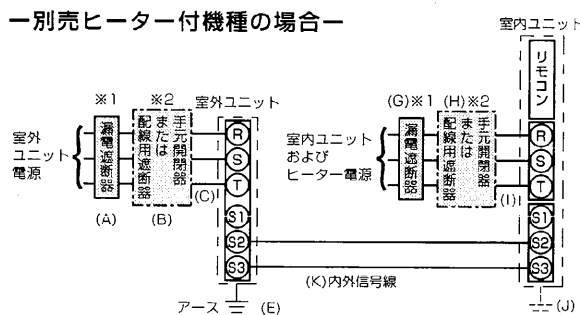 ー別売ヒーター付機種の場合ー
室内ユニット
リモコン
※1
※2
室外ユニット
(G)※1
(H)※2
室外
ユニット
電源
漏電遮断器
手元開閉器
または
配線用遮断器
R
S
T
S1
S2
S3
(A)
(B)
(C)
室内ユニット
および
ヒーター電源
漏電遮断器
手元開閉器
または
配線用遮断器
(I)
R
S
T
S1
S2
S3
(K)内外信号線
アース
(E)
(J)